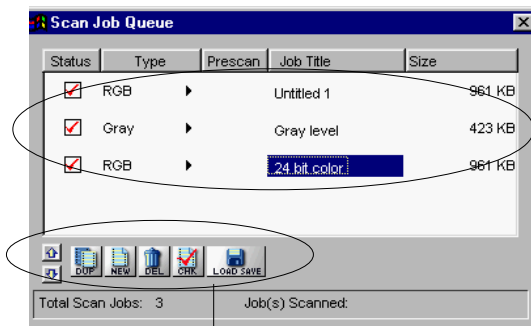 Scan Job Queue
Status Type Prescan Job Title Size
RGB Untitled 1 961 KB
Gray Gray level 423 KB
RGB 24 bit color 961 KB
DUP NEW DEL CHK LOAD SAVE
Total Scan Jobs: 3 Job(s) Scanned: